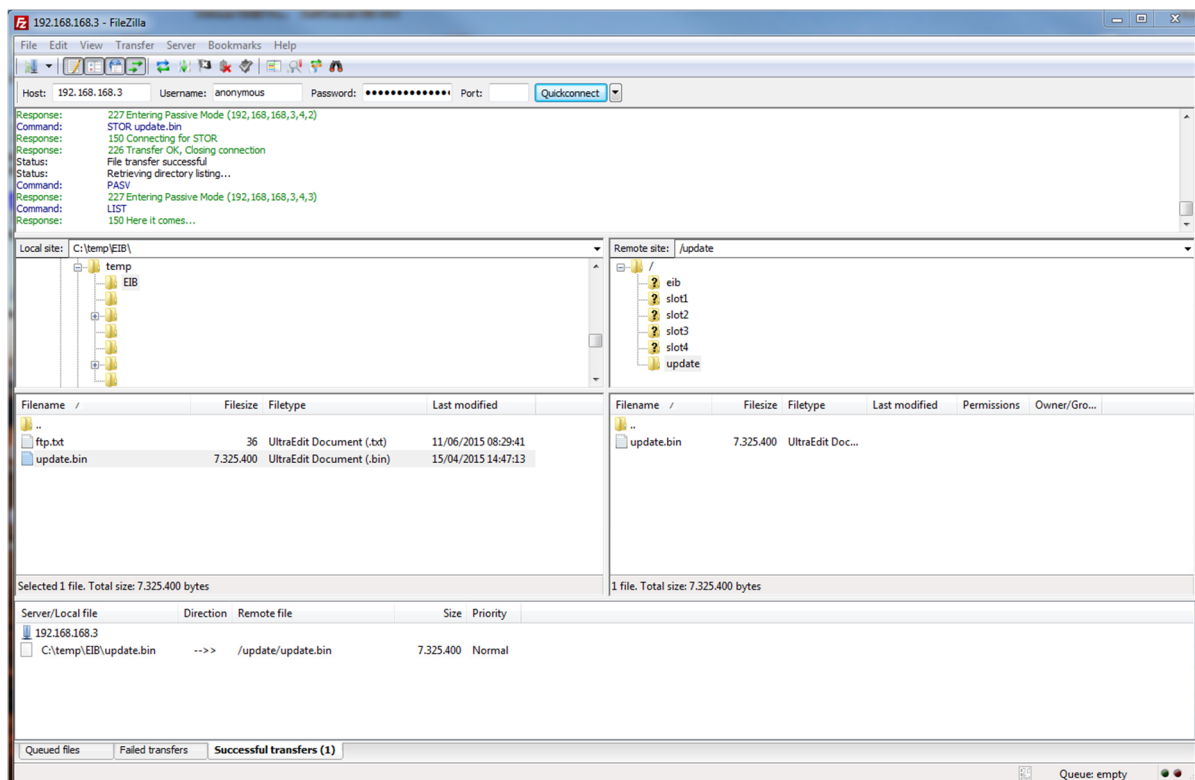 192.168.168.3 - FileZilla
File Edit View Transfer Server Bookmarks Help
Host: 192.168.168.3 Username: anonymous Password: ●●●●●●●●●●●●●● Port: Quickconnect
Response: 227 Entering Passive Mode (192,168,168,3,4,2)
Command: STOR update.bin
Response: 150 Connecting for STOR
Response: 226 Transfer OK, Closing connection
Status: File transfer successful
Status: Retrieving directory listing...
Command: PASV
Response: 227 Entering Passive Mode (192,168,168,3,4,3)
Command: LIST
Response: 150 Here it comes...
Local site: C:\temp\EIB\
temp
EIB
Remote site: /update
/
eib
slot1
slot2
slot3
slot4
update
Filename / Filesize Filetype Last modified
..
ftp.txt 36 UltraEdit Document (.txt) 11/06/2015 08:29:41
update.bin 7.325.400 UltraEdit Document (.bin) 15/04/2015 14:47:13
Selected 1 file. Total size: 7.325.400 bytes
Filename / Filesize Filetype Last modified Permissions Owner/Gro...
..
update.bin 7.325.400 UltraEdit Doc...
1 file. Total size: 7.325.400 bytes
Server/Local file Direction Remote file Size Priority
192.168.168.3
C:\temp\EIB\update.bin -->> /update/update.bin 7.325.400 Normal
Queued files Failed transfers Successful transfers (1)
Queue: empty